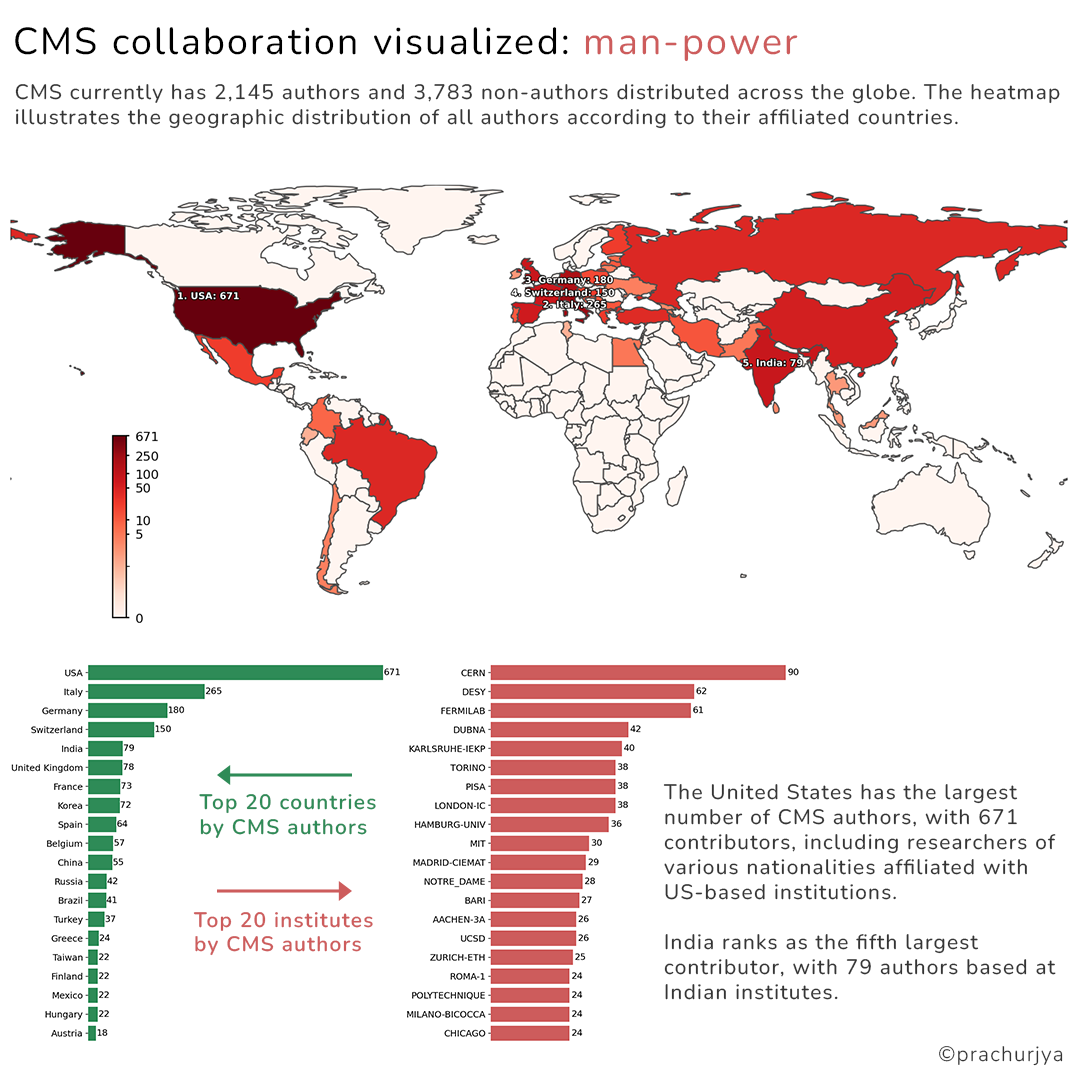 CMS collaboration visualized: man-power
CMS currently has 2,145 authors and 3,783 non-authors distributed across the globe. The heatmap
illustrates the geographic distribution of all authors according to their affiliated countries.
1. USA: 671
3. Germany: 180
4. Switzerland: 150
2. Italy: 265
5. India: 79
671
250
100
50
10
5
0
USA 671
Italy 265
Germany 180
Switzerland 150
India 79
United Kingdom 78
France 73
Korea 72
Spain 64
Belgium 57
China 55
Russia 42
Brazil 41
Turkey 37
Greece 24
Taiwan 22
Finland 22
Mexico 22
Hungary 22
Austria 18
Top 20 countries
by CMS authors
Top 20 institutes
by CMS authors
CERN 90
DESY 62
FERMILAB 61
DUBNA 42
KARLSRUHE-IEKP 40
TORINO 38
PISA 38
LONDON-IC 38
HAMBURG-UNIV 36
MIT 30
MADRID-CIEMAT 29
NOTRE_DAME 28
BARI 27
AACHEN-3A 26
UCSD 26
ZURICH-ETH 25
ROMA-1 24
POLYTECHNIQUE 24
MILANO-BICOCCA 24
CHICAGO 24
The United States has the largest
number of CMS authors, with 671
contributors, including researchers of
various nationalities affiliated with
US-based institutions.
India ranks as the fifth largest
contributor, with 79 authors based at
Indian institutes.
©prachurjya